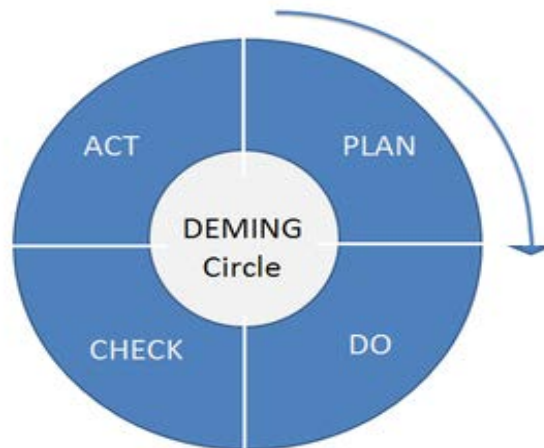 ACT
PLAN
DEMING
Circle
CHECK
DO